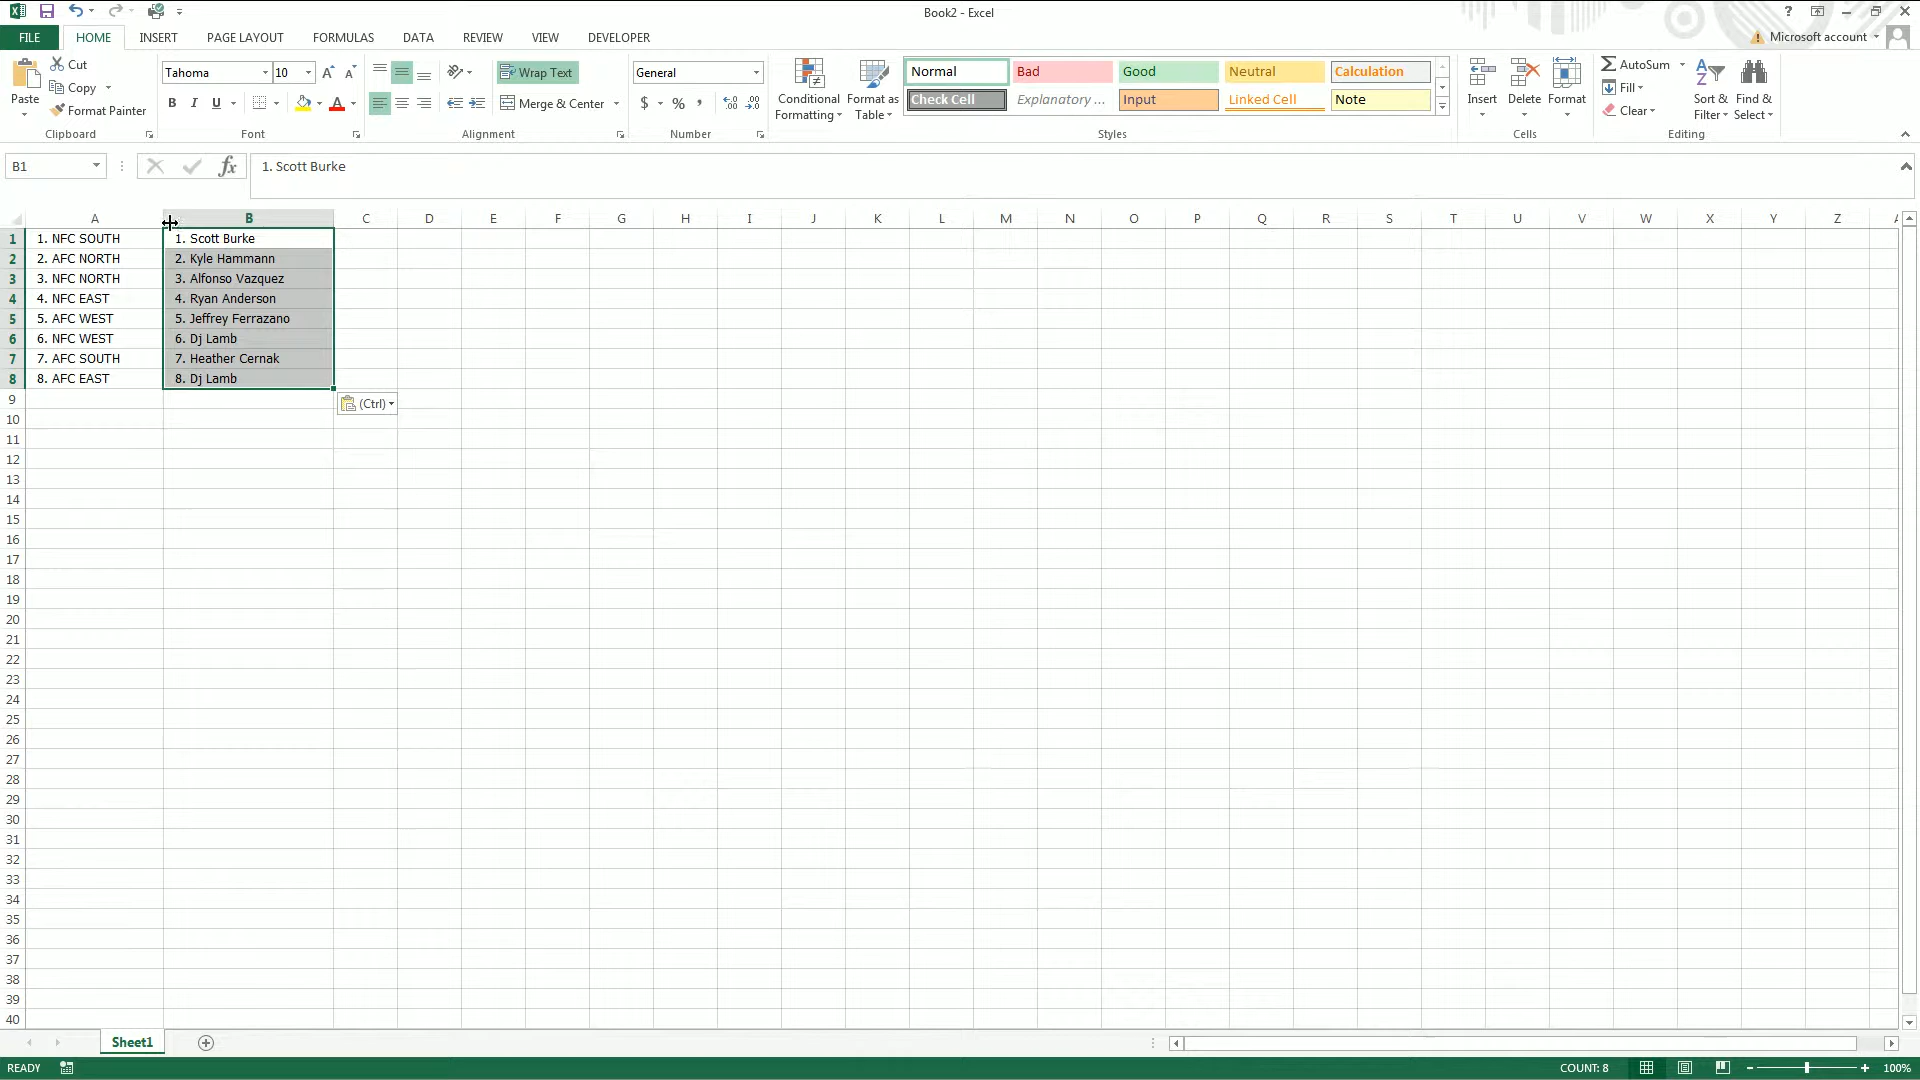 Book2 - Excel
Microsoft account
FILE HOME INSERT PAGE LAYOUT FORMULAS DATA REVIEW VIEW DEVELOPER
Paste
Cut
Copy
Format Painter
Clipboard
Tahoma 10
B I U
Font
Wrap Text
Merge & Center
Alignment
General
$ % ,
Number
Conditional Formatting
Format as Table
Normal Bad Good Neutral Calculation
Check Cell Explanatory ... Input Linked Cell Note
Styles
Insert Delete Format
Cells
AutoSum
Fill
Clear
Sort & Filter
Find & Select
Editing
B1
fx
1. Scott Burke
A B C D E F G H I J K L M N O P Q R S T U V W X Y Z
1 1. NFC SOUTH 1. Scott Burke
2 2. AFC NORTH 2. Kyle Hammann
3 3. NFC NORTH 3. Alfonso Vazquez
4 4. NFC EAST 4. Ryan Anderson
5 5. AFC WEST 5. Jeffrey Ferrazano
6 6. NFC WEST 6. Dj Lamb
7 7. AFC SOUTH 7. Heather Cernak
8 8. AFC EAST 8. Dj Lamb
9 (Ctrl)
10
11
12
13
14
15
16
17
18
19
20
21
22
23
24
25
26
27
28
29
30
31
32
33
34
35
36
37
38
39
40
Sheet1
READY
COUNT: 8
100%